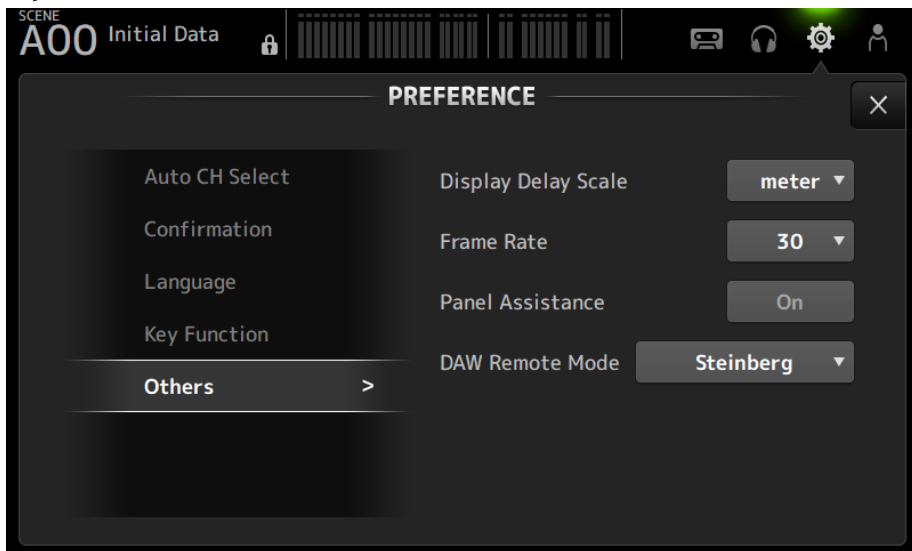 SCENE
A00 Initial Data
PREFERENCE
Auto CH Select
Confirmation
Language
Key Function
Others >
Display Delay Scale meter
Frame Rate 30
Panel Assistance On
DAW Remote Mode Steinberg